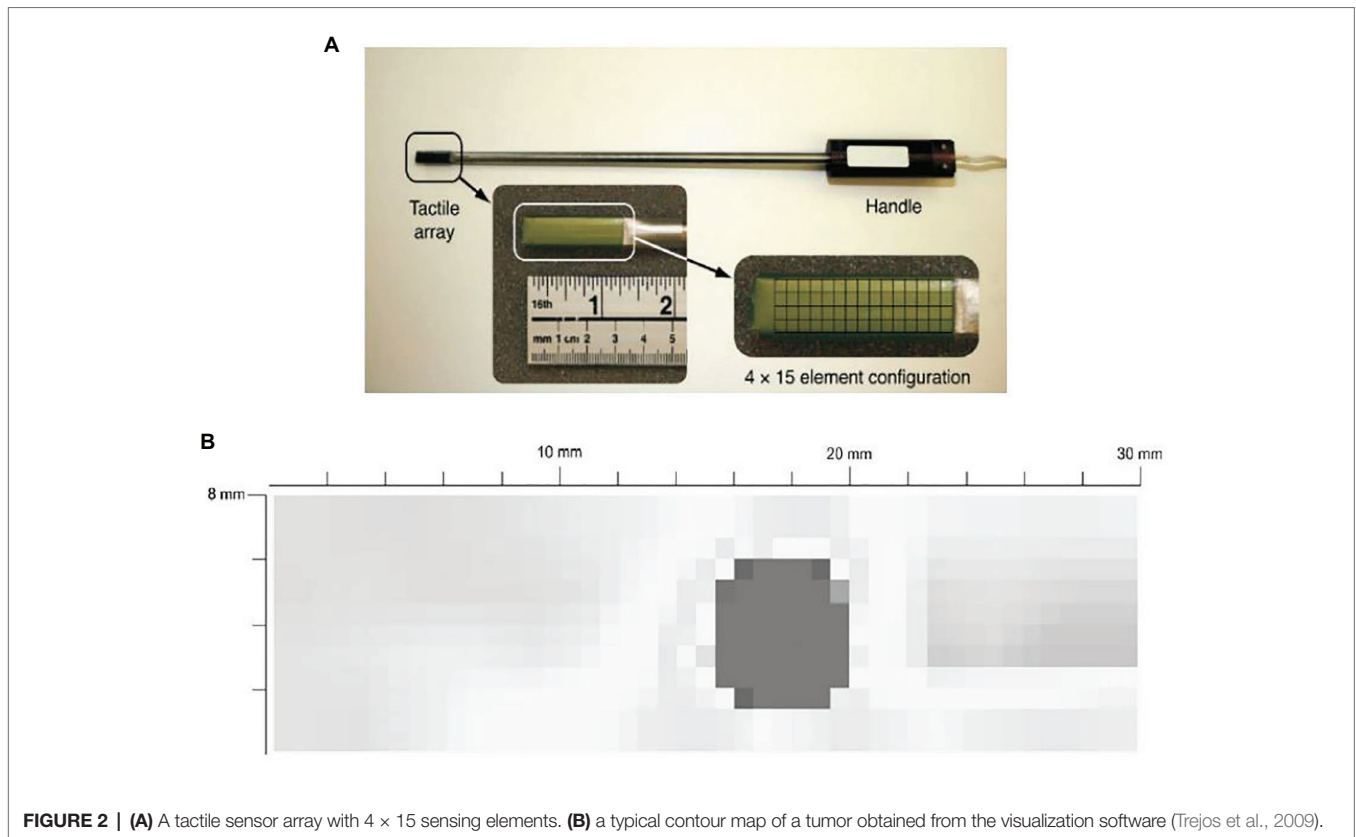 A
Tactile
array
Handle
16th 1 2
mm 1 cm 2 3 4 5
4 × 15 element configuration
B
10 mm 20 mm 30 mm
8 mm
FIGURE 2 | (A) A tactile sensor array with 4 × 15 sensing elements. (B) a typical contour map of a tumor obtained from the visualization software (Trejos et al., 2009).